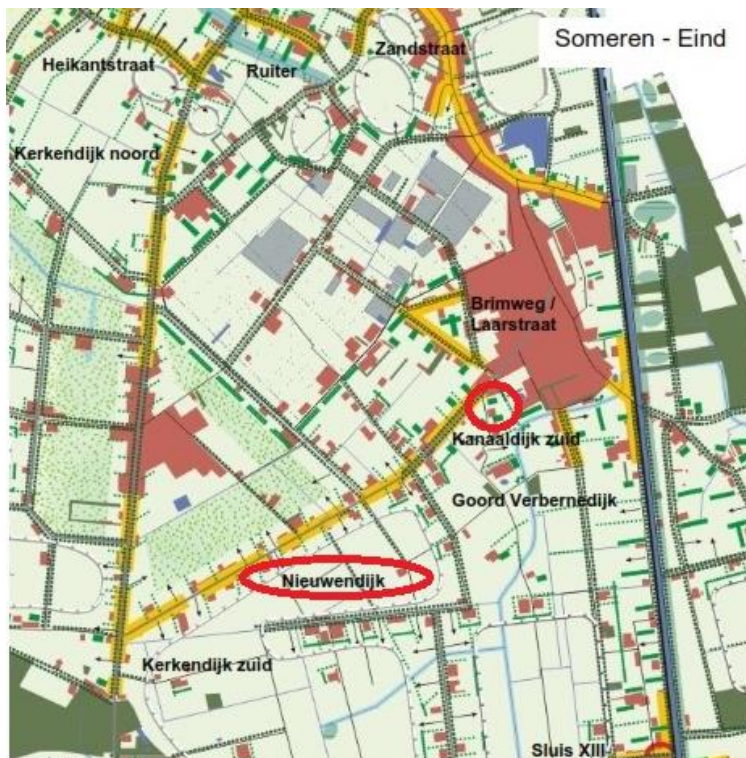 Someren - Eind
Zandstraat
Heikantstraat
Ruiter
Kerkendijk noord
Brimweg /
Laarstraat
Kanaaldijk zuid
Goord Verbernedijk
Nieuwendijk
Kerkendijk zuid
Sluis XIII